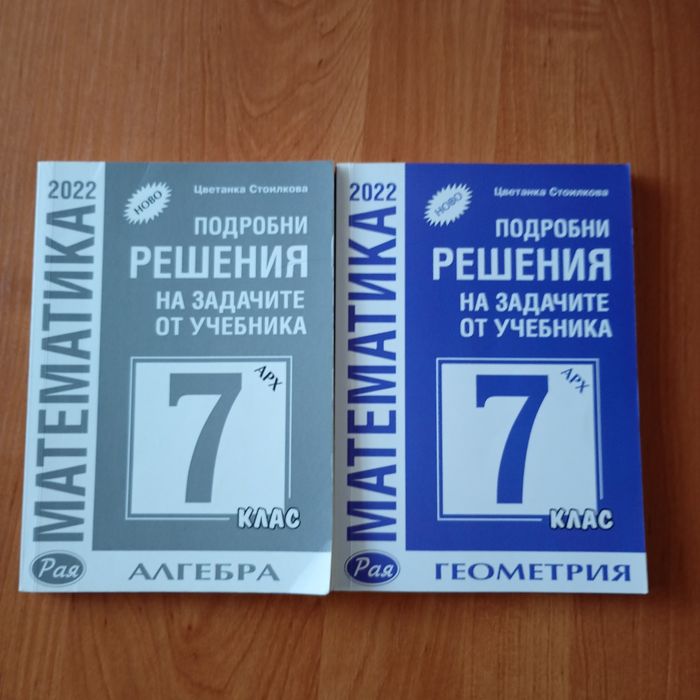 2022
МАТЕМАТИКА
НОВО
Цветанка Стоилкова
ПОДРОБНИ
РЕШЕНИЯ
НА ЗАДАЧИТЕ
ОТ УЧЕБНИКА
АРХ
7
КЛАС
Рая
АЛГЕБРА
2022
МАТЕМАТИКА
НОВО
Цветанка Стоилкова
ПОДРОБНИ
РЕШЕНИЯ
НА ЗАДАЧИТЕ
ОТ УЧЕБНИКА
АРХ
7
КЛАС
Рая
ГЕОМЕТРИЯ